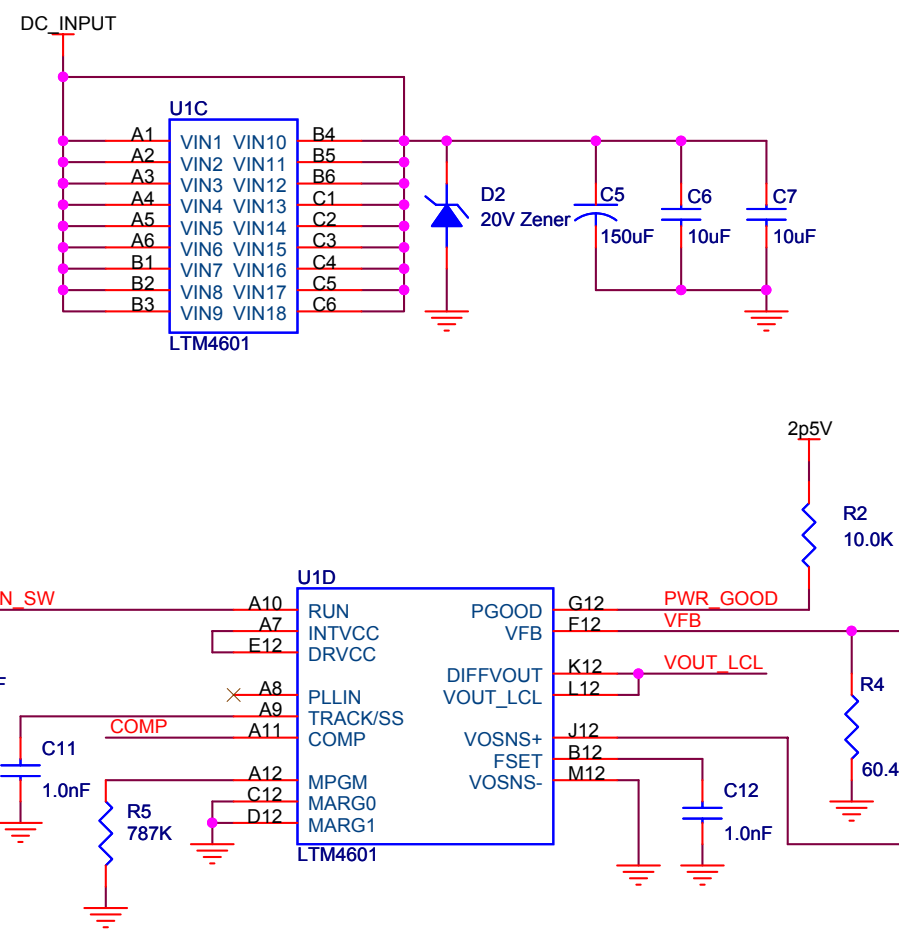 DC_INPUT
U1C
A1 VIN1 VIN10 B4
A2 VIN2 VIN11 B5
A3 VIN3 VIN12 B6
A4 VIN4 VIN13 C1
A5 VIN5 VIN14 C2
A6 VIN6 VIN15 C3
B1 VIN7 VIN16 C4
B2 VIN8 VIN17 C5
B3 VIN9 VIN18 C6
LTM4601
D2
20V Zener
C5
150uF
C6
10uF
C7
10uF
2p5V
R2
10.0K
U1D
N_SW A10 RUN PGOOD G12 PWR_GOOD
A7 INTVCC VFB F12 VFB
E12 DRVCC
DIFFVOUT K12 VOUT_LCL
A8 PLLIN VOUT_LCL L12
A9 TRACK/SS
COMP A11 COMP VOSNS+ J12
FSET B12
A12 MPGM VOSNS- M12
C12 MARG0
D12 MARG1
LTM4601
F
C11
1.0nF
R5
787K
R4
60.4
C12
1.0nF